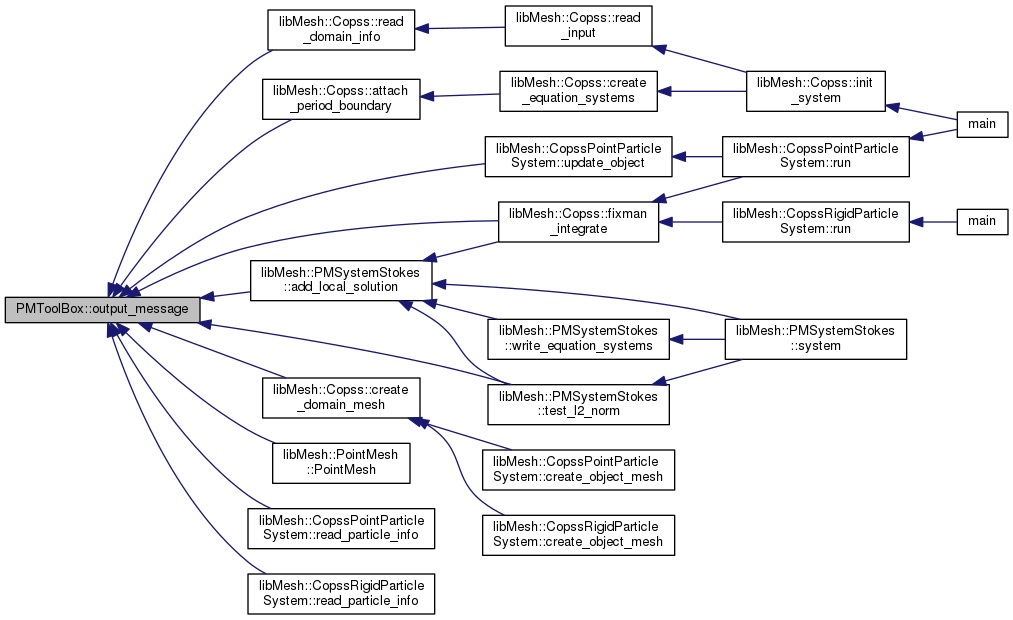 libMesh::Copss::read
_domain_info
libMesh::Copss::read
_input
libMesh::Copss::attach
_period_boundary
libMesh::Copss::create
_equation_systems
libMesh::Copss::init
_system
main
libMesh::CopssPointParticle
System::update_object
libMesh::CopssPointParticle
System::run
libMesh::Copss::fixman
_integrate
libMesh::CopssRigidParticle
System::run
main
libMesh::PMSystemStokes
::add_local_solution
PMToolBox::output_message
libMesh::PMSystemStokes
::write_equation_systems
libMesh::PMSystemStokes
::system
libMesh::Copss::create
_domain_mesh
libMesh::PMSystemStokes
::test_l2_norm
libMesh::PointMesh
::PointMesh
libMesh::CopssPointParticle
System::create_object_mesh
libMesh::CopssPointParticle
System::read_particle_info
libMesh::CopssRigidParticle
System::create_object_mesh
libMesh::CopssRigidParticle
System::read_particle_info